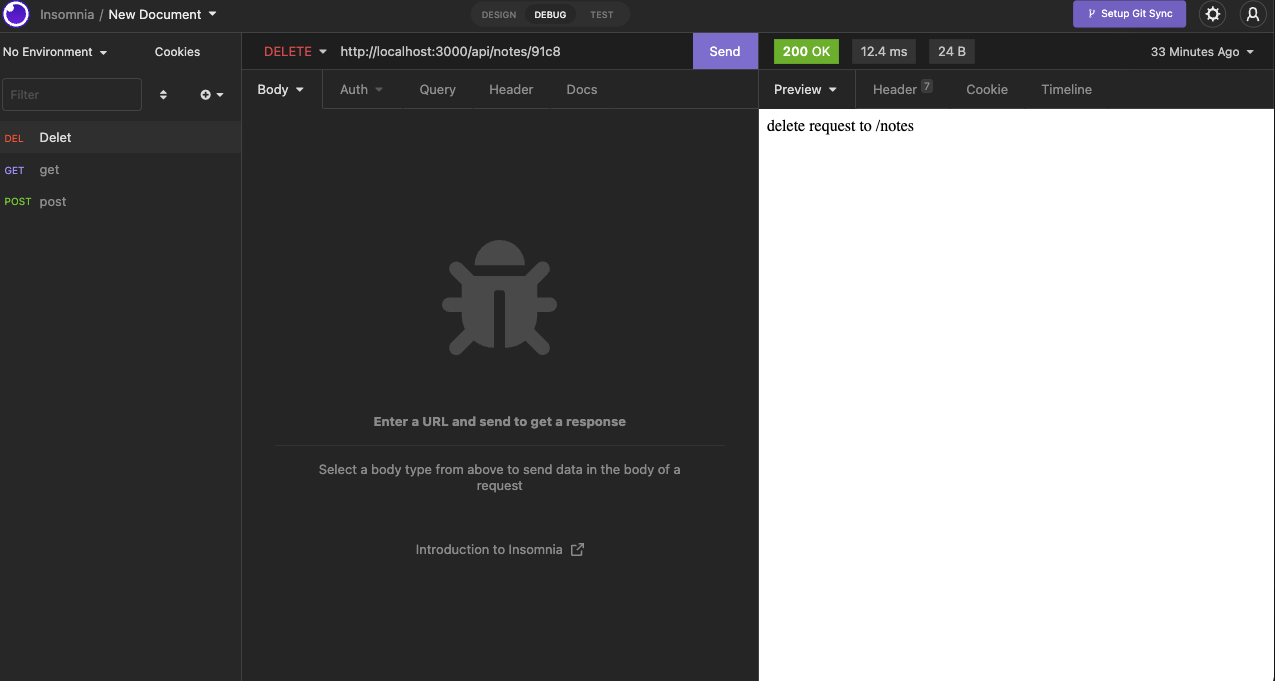 Insomnia / New Document
DESIGN DEBUG TEST
Setup Git Sync
No Environment Cookies
DELETE http://localhost:3000/api/notes/91c8 Send
200 OK 12.4 ms 24 B 33 Minutes Ago
Filter
Body Auth Query Header Docs
Preview Header 7 Cookie Timeline
DEL Delet
GET get
POST post
delete request to /notes
Enter a URL and send to get a response
Select a body type from above to send data in the body of a
request
Introduction to Insomnia